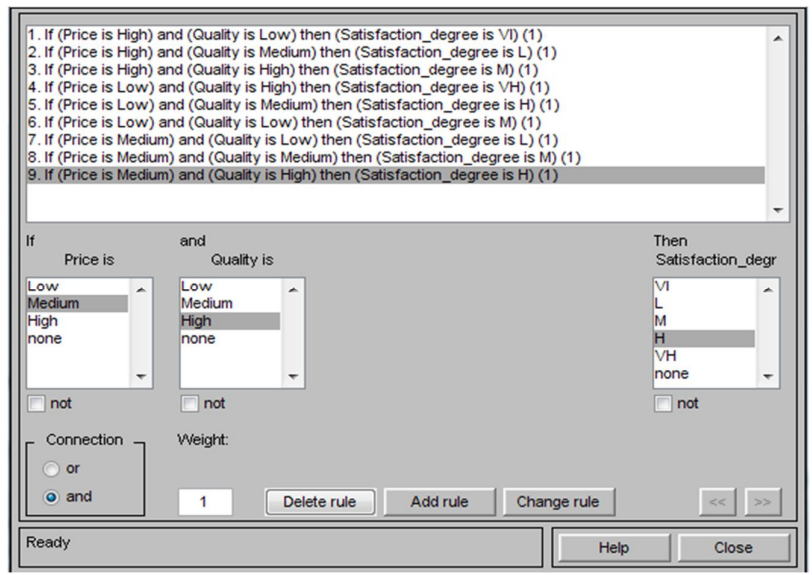 1. If (Price is High) and (Quality is Low) then (Satisfaction_degree is VI) (1)
2. If (Price is High) and (Quality is Medium) then (Satisfaction_degree is L) (1)
3. If (Price is High) and (Quality is High) then (Satisfaction_degree is M) (1)
4. If (Price is Low) and (Quality is High) then (Satisfaction_degree is VH) (1)
5. If (Price is Low) and (Quality is Medium) then (Satisfaction_degree is H) (1)
6. If (Price is Low) and (Quality is Low) then (Satisfaction_degree is M) (1)
7. If (Price is Medium) and (Quality is Low) then (Satisfaction_degree is L) (1)
8. If (Price is Medium) and (Quality is Medium) then (Satisfaction_degree is M) (1)
9. If (Price is Medium) and (Quality is High) then (Satisfaction_degree is H) (1)
If and Then
Price is Quality is Satisfaction_degr
Low Low VI
Medium Medium L
High High M
none none H
VH
none
not not not
Connection Weight:
or
and 1 Delete rule Add rule Change rule << >>
Ready Help Close